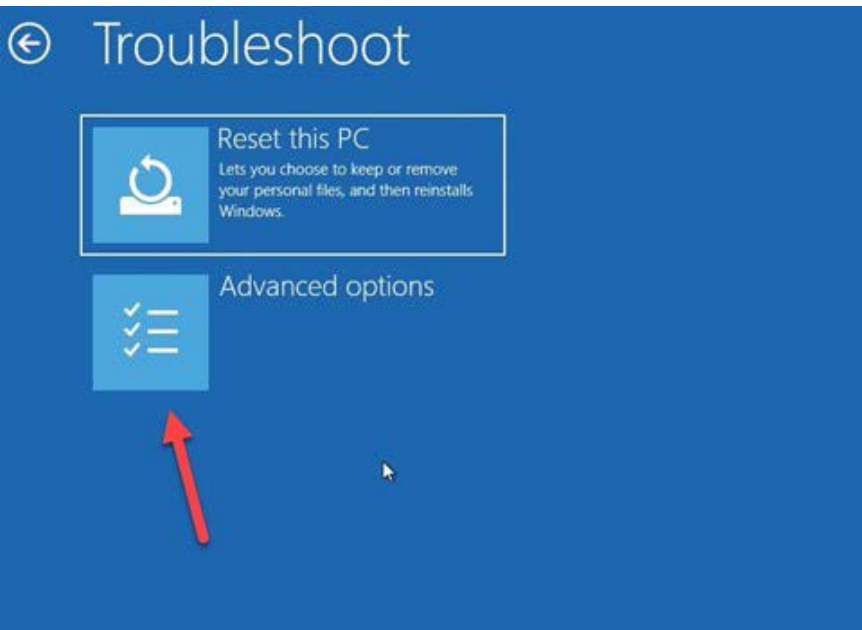 Troubleshoot
Reset this PC
Lets you choose to keep or remove
your personal files, and then reinstalls
Windows.
Advanced options